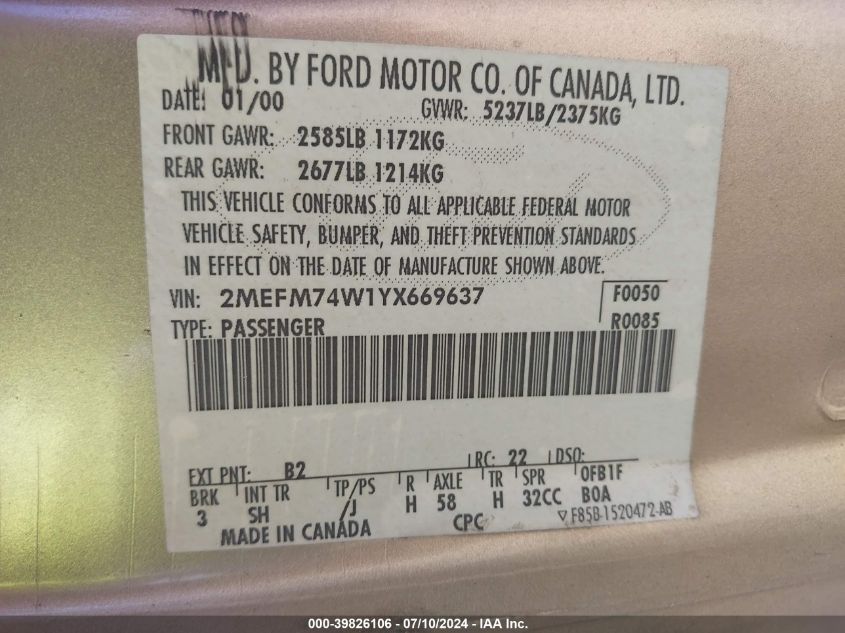 MFD. BY FORD MOTOR CO. OF CANADA, LTD.
DATE: 01/00 GVWR: 5237LB/2375KG
FRONT GAWR: 2585LB 1172KG
REAR GAWR: 2677LB 1214KG
THIS VEHICLE CONFORMS TO ALL APPLICABLE FEDERAL MOTOR
VEHICLE SAFETY, BUMPER, AND THEFT PREVENTION STANDARDS
IN EFFECT ON THE DATE OF MANUFACTURE SHOWN ABOVE.
VIN: 2MEFM74W1YX669637 F0050
TYPE: PASSENGER R0085
EXT PNT: B2 RC: 22 DSO:
BRK INT TR TP/PS R AXLE TR SPR 0FB1F
3 SH /J H 58 H 32CC B0A
MADE IN CANADA CPC ▽F85B-1520472-AB
000-39826106 / 07/10/2024 - IAA Inc.